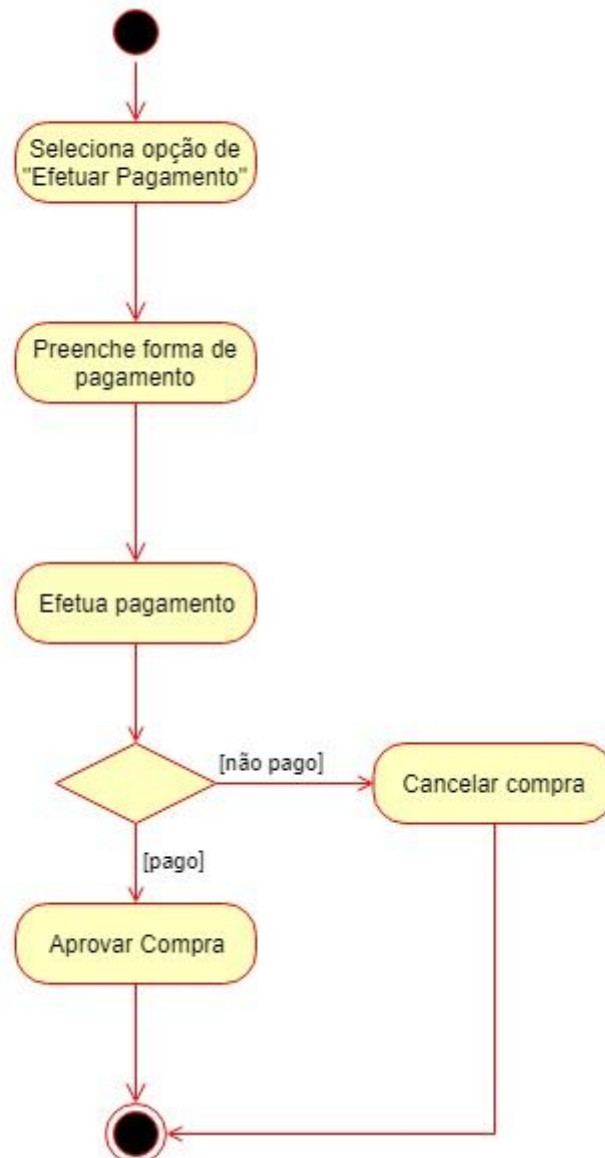 Seleciona opção de
"Efetuar Pagamento"
Preenche forma de
pagamento
Efetua pagamento
[não pago]
Cancelar compra
[pago]
Aprovar Compra